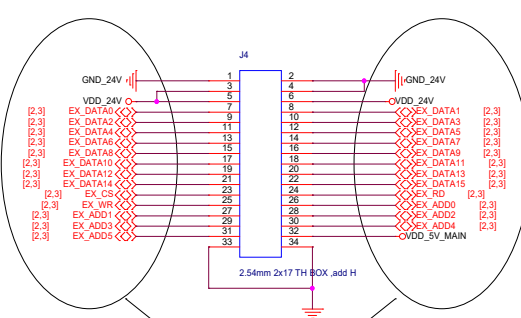 J4
GND_24V 1 2 GND_24V
3 4
VDD_24V 5 6 VDD_24V
[2,3] EX_DATA0 7 8 EX_DATA1 [2,3]
[2,3] EX_DATA2 9 10 EX_DATA3 [2,3]
[2,3] EX_DATA4 11 12 EX_DATA5 [2,3]
[2,3] EX_DATA6 13 14 EX_DATA7 [2,3]
[2,3] EX_DATA8 15 16 EX_DATA9 [2,3]
[2,3] EX_DATA10 17 18 EX_DATA11 [2,3]
[2,3] EX_DATA12 19 20 EX_DATA13 [2,3]
[2,3] EX_DATA14 21 22 EX_DATA15 [2,3]
[2,3] EX_CS 23 24 EX_RD [2,3]
[2,3] EX_WR 25 26 EX_ADD0 [2,3]
[2,3] EX_ADD1 27 28 EX_ADD2 [2,3]
[2,3] EX_ADD3 29 30 EX_ADD4 [2,3]
[2,3] EX_ADD5 31 32 VDD_5V_MAIN
33 34
2.54mm 2x17 TH BOX ,add H